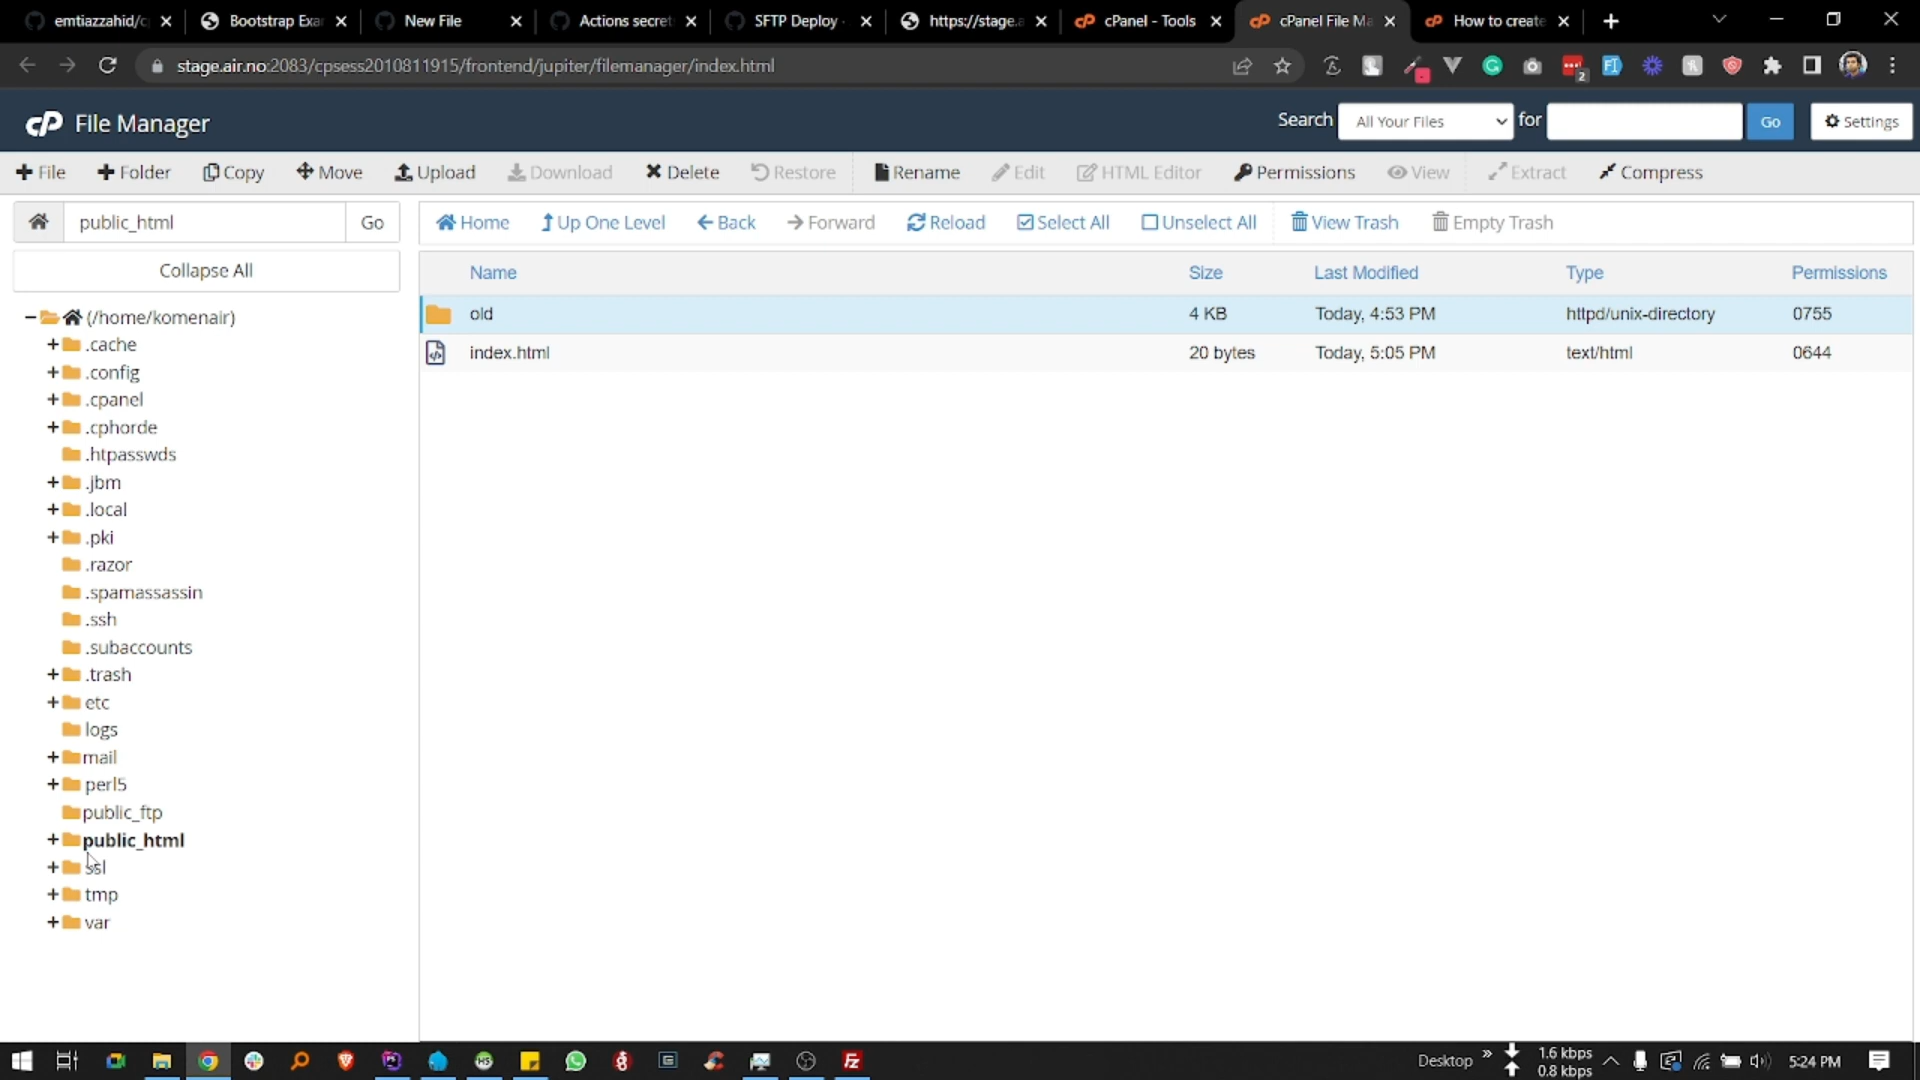 emtiazzahid/c
Bootstrap Exa
New File
Actions secret
SFTP Deploy
https://stage.a
cPanel - Tools
cPanel File Ma
How to create
stage.air.no:2083/cpsess2010811915/frontend/jupiter/filemanager/index.html
2
cP File Manager
Search
All Your Files
for
Go
Settings
File
Folder
Copy
Move
Upload
Download
Delete
Restore
Rename
Edit
HTML Editor
Permissions
View
Extract
Compress
public_html
Go
Home
Up One Level
Back
Forward
Reload
Select All
Unselect All
View Trash
Empty Trash
Collapse All
Name Size Last Modified Type Permissions
old 4 KB Today, 4:53 PM httpd/unix-directory 0755
index.html 20 bytes Today, 5:05 PM text/html 0644
(/home/komenair)
.cache
.config
.cpanel
.cphorde
.htpasswds
.jbm
.local
.pki
.razor
.spamassassin
.ssh
.subaccounts
.trash
etc
logs
mail
perl5
public_ftp
public_html
ssl
tmp
var
Desktop
1.6 kbps
0.8 kbps
5:24 PM